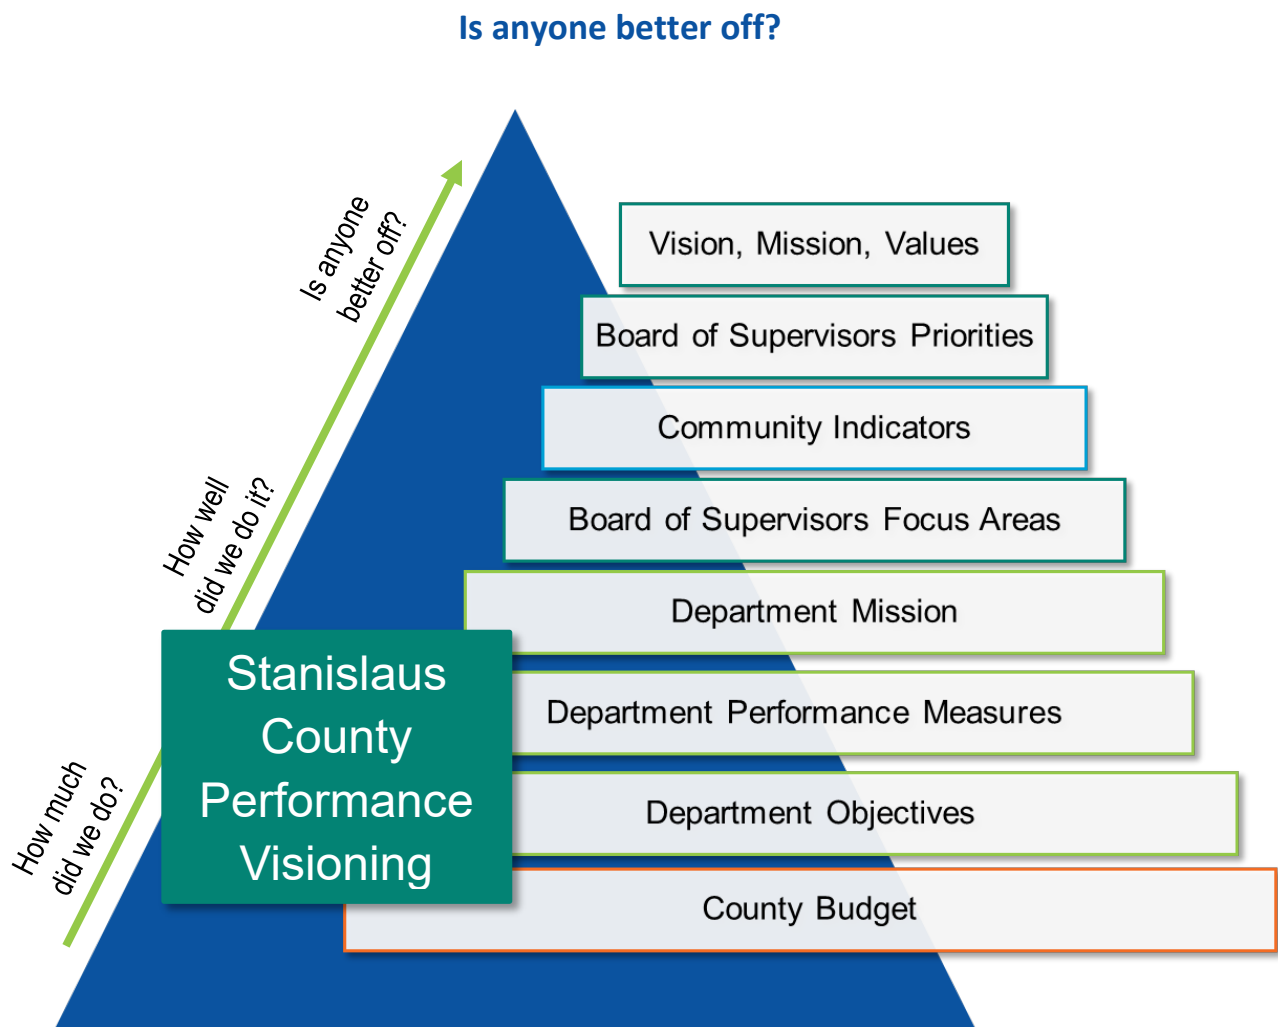 Is anyone better off?
Is anyone
better off?
How well
did we do it?
How much
did we do?
Vision, Mission, Values
Board of Supervisors Priorities
Community Indicators
Board of Supervisors Focus Areas
Department Mission
Department Performance Measures
Department Objectives
County Budget
Stanislaus
County
Performance
Visioning